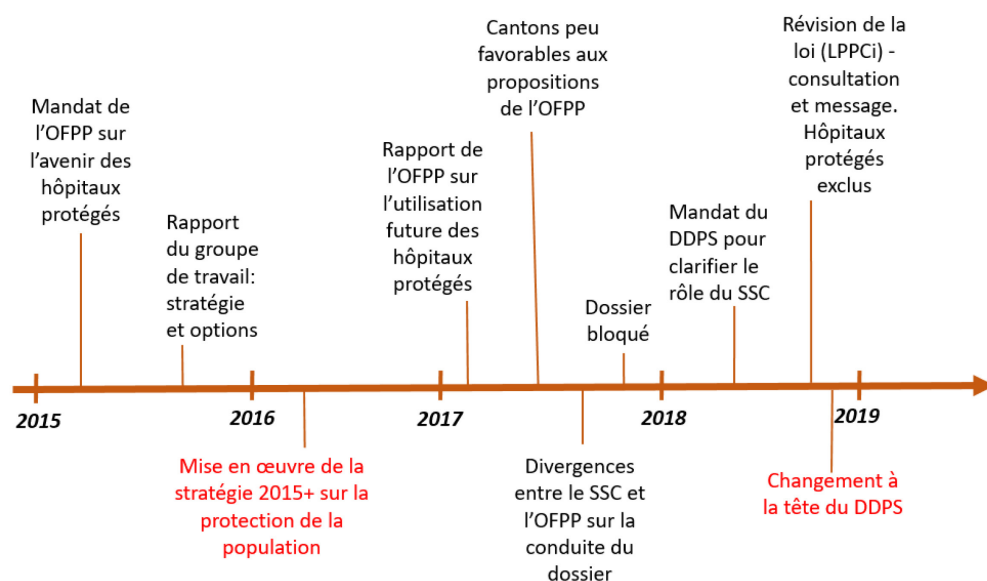 Mandat de
l'OFPP sur
l'avenir des
hôpitaux
protégés
Rapport
du groupe
de travail:
stratégie
et options
Rapport de
l'OFPP sur
l'utilisation
future des
hôpitaux
protégés
Cantons peu
favorables aux
propositions
de l'OFPP
Dossier
bloqué
Mandat du
DDPS pour
clarifier le
rôle du SSC
Révision de la
loi (LPPCi) -
consultation
et message.
Hôpitaux
protégés
exclus
2015
2016
2017
2018
2019
Mise en œuvre de la
stratégie 2015+ sur la
protection de la
population
Divergences
entre le SSC et
l'OFPP sur la
conduite du
dossier
Changement à
la tête du DDPS